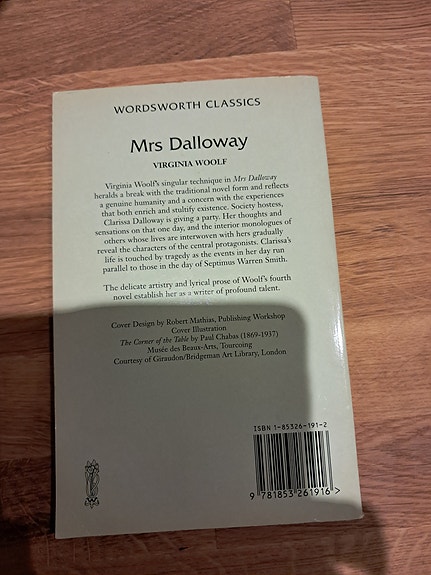 WORDSWORTH CLASSICS
Mrs Dalloway
VIRGINIA WOOLF
Virginia Woolf's singular technique in Mrs Dalloway
heralds a break with the traditional novel form and reflects
a genuine humanity and a concern with the experiences
that both enrich and stultify existence. Society hostess,
Clarissa Dalloway is giving a party. Her thoughts and
sensations on that one day, and the interior monologues of
others whose lives are interwoven with hers gradually
reveal the characters of the central protagonists. Clarissa's
life is touched by tragedy as the events in her day run
parallel to those in the day of Septimus Warren Smith.
The delicate artistry and lyrical prose of Woolf's fourth
novel establish her as a writer of profound talent.
Cover Design by Robert Mathias, Publishing Workshop
Cover Illustration
The Corner of the Table by Paul Chabas (1869-1937)
Musée des Beaux-Arts, Tourcoing
Courtesy of Giraudon/Bridgeman Art Library, London
ISBN 1-85326-191-2
9 781853 261916 >